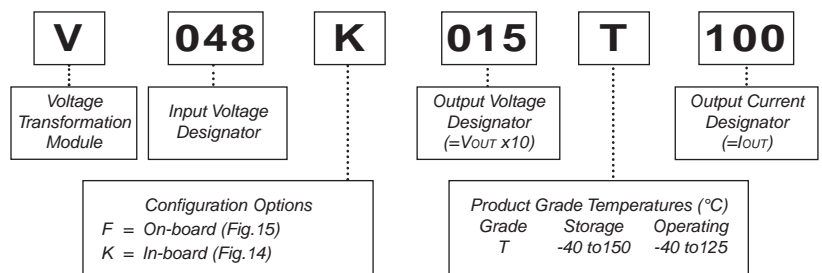 V 048 K 015 T 100
Voltage
Transformation
Module
Input Voltage
Designator
Output Voltage
Designator
(=VOUT x10)
Output Current
Designator
(=IOUT)
Configuration Options
F = On-board (Fig.15)
K = In-board (Fig.14)
Product Grade Temperatures (°C)
Grade Storage Operating
T -40 to150 -40 to125